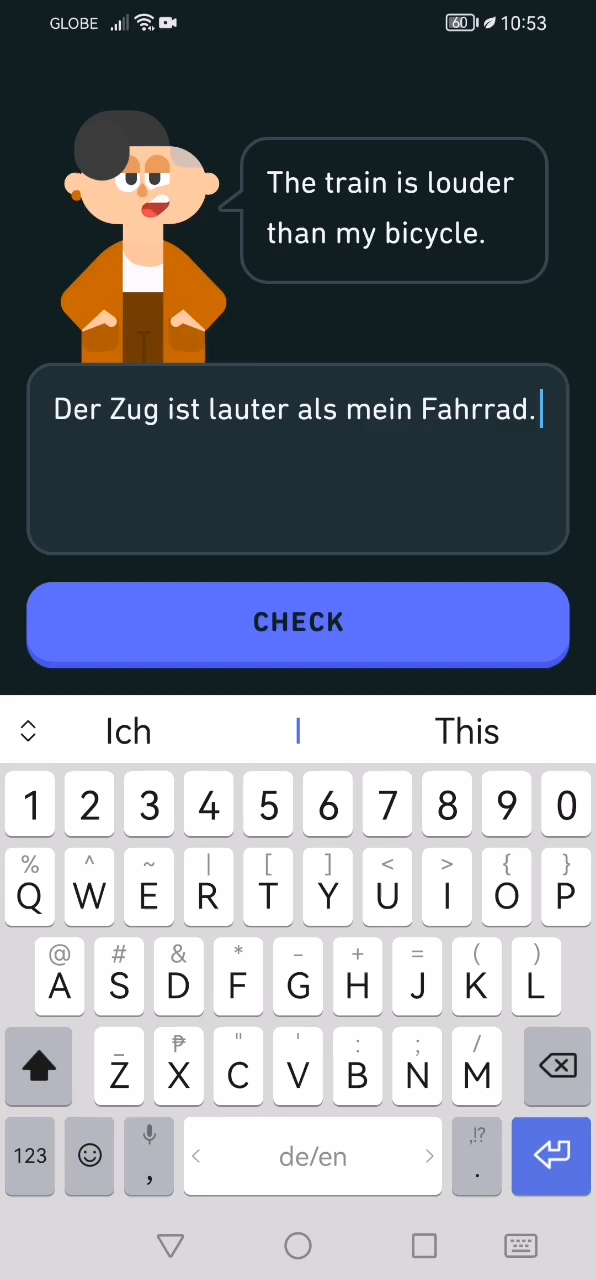 GLOBE 60 10:53
The train is louder
than my bicycle.
Der Zug ist lauter als mein Fahrrad.
CHECK
Ich This
1 2 3 4 5 6 7 8 9 0
% ^ ~ | [ ] < > { }
Q W E R T Y U I O P
@ # & * - + = ( )
A S D F G H J K L
_ ₱ " ' : ; /
Z X C V B N M
,!?
123 , < de/en > .